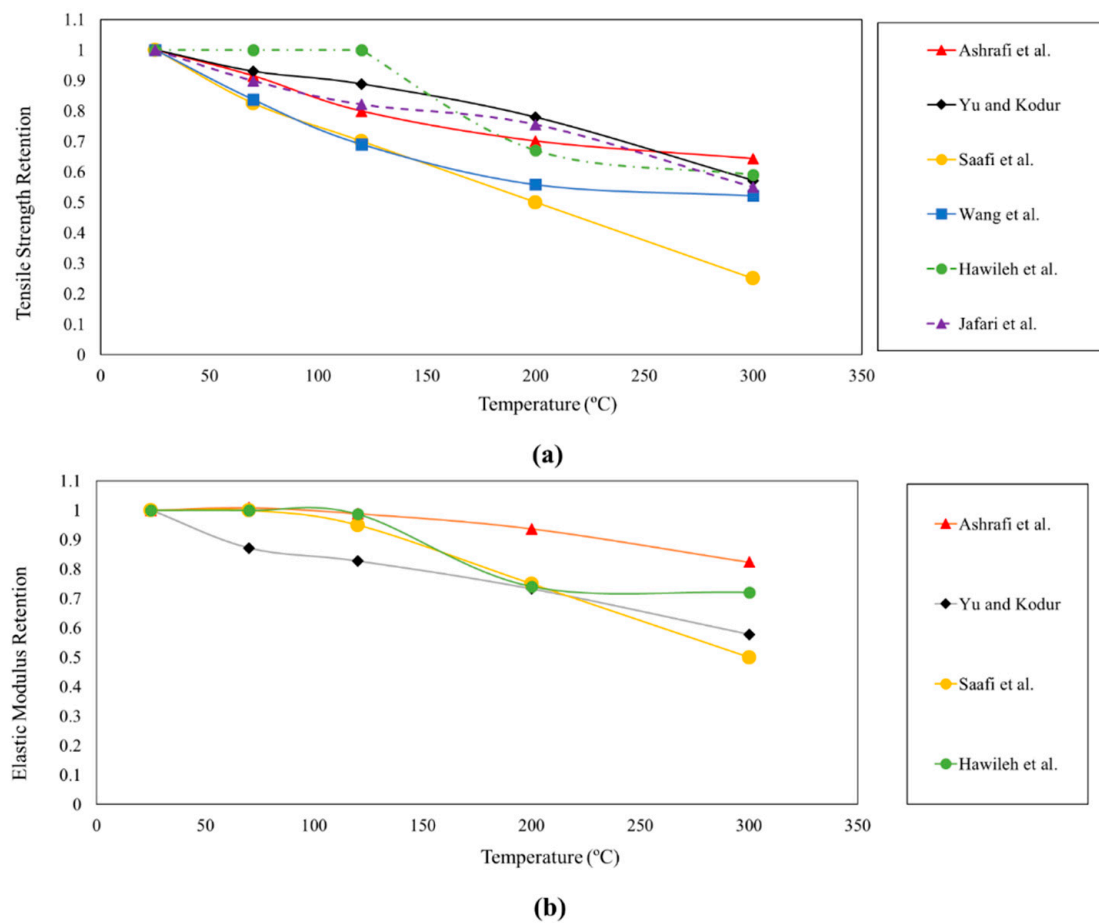 1.1
1
0.9
0.8
0.7
0.6
0.5
0.4
0.3
0.2
0.1
0
Tensile Strength Retention
0 50 100 150 200 250 300 350
Temperature (ºC)
Ashrafi et al.
Yu and Kodur
Saafi et al.
Wang et al.
Hawileh et al.
Jafari et al.
(a)
1.1
1
0.9
0.8
0.7
0.6
0.5
0.4
0.3
0.2
0.1
0
Elastic Modulus Retention
0 50 100 150 200 250 300 350
Temperature (ºC)
Ashrafi et al.
Yu and Kodur
Saafi et al.
Hawileh et al.
(b)